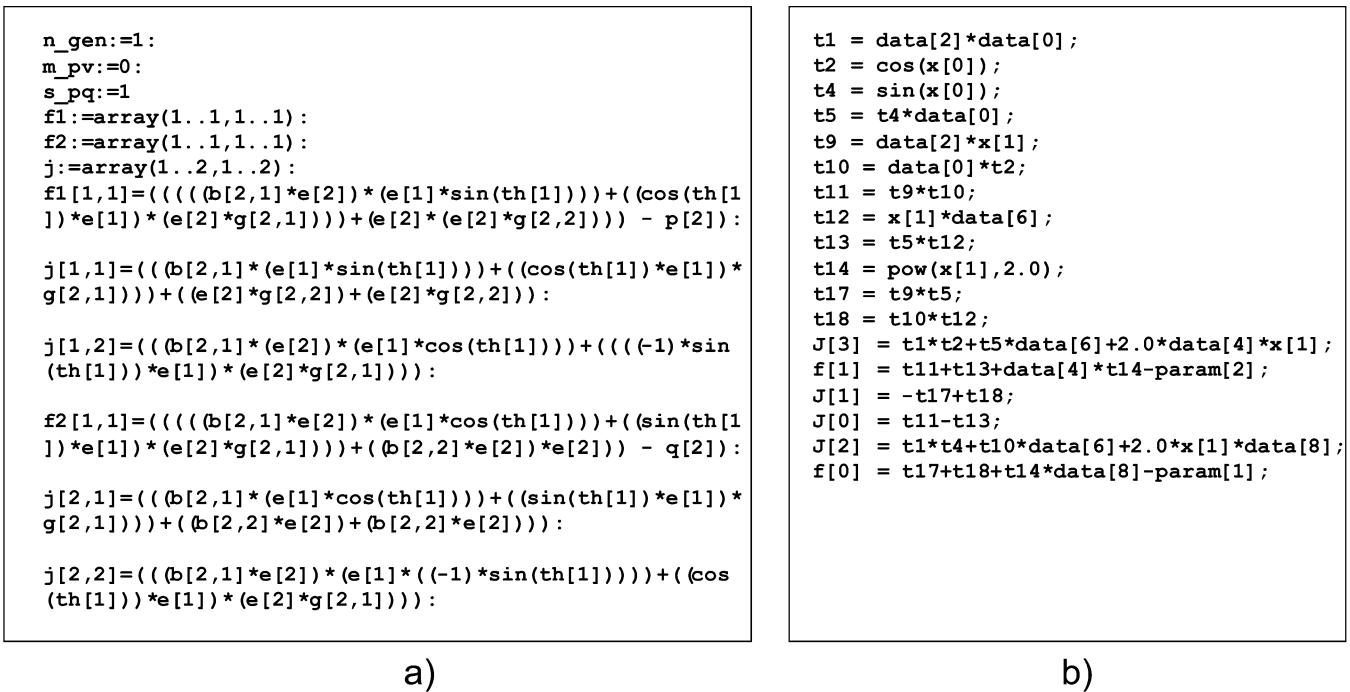 n_gen:=1:
m_pv:=0:
s_pq:=1
f1:=array(1..1,1..1):
f2:=array(1..1,1..1):
j:=array(1..2,1..2):
f1[1,1]=(((((b[2,1]*e[2])*(e[1]*sin(th[1])))+((cos(th[1
])*e[1])*(e[2]*g[2,1])))+(e[2]*(e[2]*g[2,2]))) - p[2]):
j[1,1]=(((b[2,1]*(e[1]*sin(th[1])))+((cos(th[1])*e[1])*
g[2,1])))+((e[2]*g[2,2])+(e[2]*g[2,2])):
j[1,2]=(((b[2,1]*(e[2])*(e[1]*cos(th[1])))+((((-1)*sin
(th[1]))*e[1])*(e[2]*g[2,1]))):
f2[1,1]=(((((b[2,1]*e[2])*(e[1]*cos(th[1])))+((sin(th[1
])*e[1])*(e[2]*g[2,1])))+((b[2,2]*e[2])*e[2])) - q[2]):
j[2,1]=(((b[2,1]*(e[1]*cos(th[1])))+((sin(th[1])*e[1])*
g[2,1])))+((b[2,2]*e[2])+(b[2,2]*e[2]))):
j[2,2]=(((b[2,1]*e[2])*(e[1]*((-1)*sin(th[1]))))+((cos
(th[1]))*e[1])*(e[2]*g[2,1]))):
a)
t1 = data[2]*data[0];
t2 = cos(x[0]);
t4 = sin(x[0]);
t5 = t4*data[0];
t9 = data[2]*x[1];
t10 = data[0]*t2;
t11 = t9*t10;
t12 = x[1]*data[6];
t13 = t5*t12;
t14 = pow(x[1],2.0);
t17 = t9*t5;
t18 = t10*t12;
J[3] = t1*t2+t5*data[6]+2.0*data[4]*x[1];
f[1] = t11+t13+data[4]*t14-param[2];
J[1] = -t17+t18;
J[0] = t11-t13;
J[2] = t1*t4+t10*data[6]+2.0*x[1]*data[8];
f[0] = t17+t18+t14*data[8]-param[1];
b)